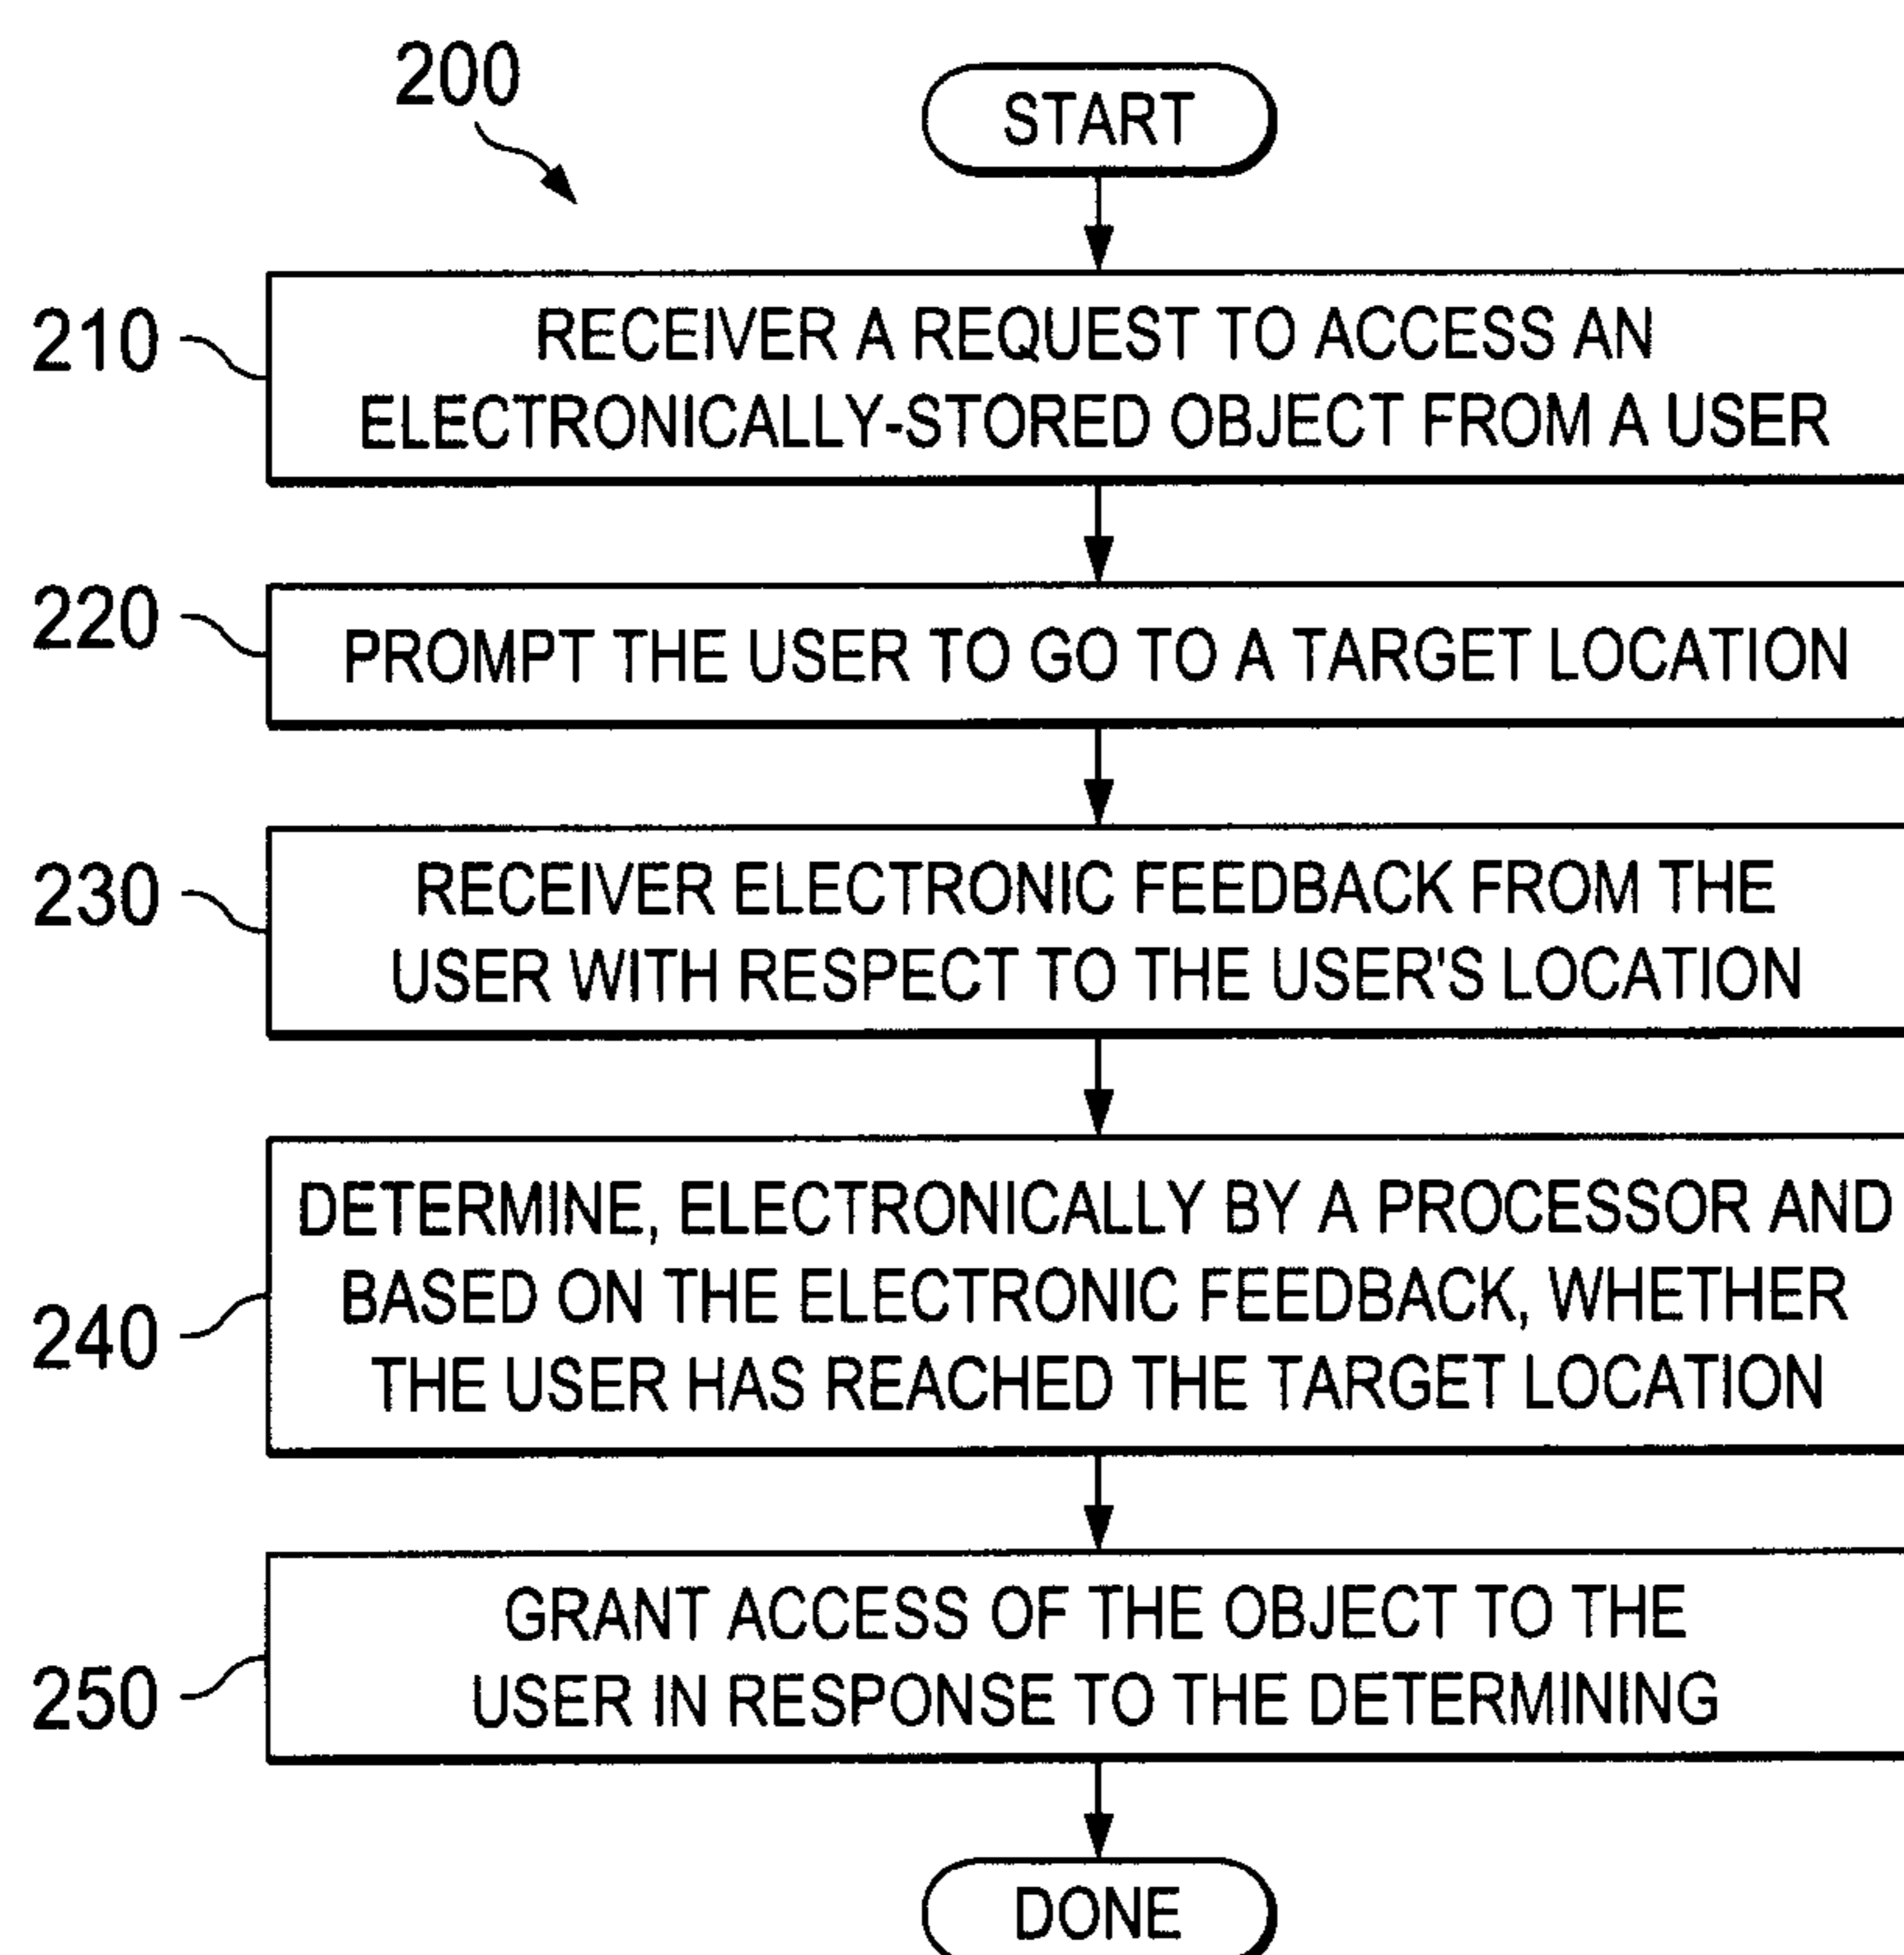 200
START
210
RECEIVER A REQUEST TO ACCESS AN
ELECTRONICALLY-STORED OBJECT FROM A USER
220
PROMPT THE USER TO GO TO A TARGET LOCATION
230
RECEIVER ELECTRONIC FEEDBACK FROM THE
USER WITH RESPECT TO THE USER'S LOCATION
240
DETERMINE, ELECTRONICALLY BY A PROCESSOR AND
BASED ON THE ELECTRONIC FEEDBACK, WHETHER
THE USER HAS REACHED THE TARGET LOCATION
250
GRANT ACCESS OF THE OBJECT TO THE
USER IN RESPONSE TO THE DETERMINING
DONE